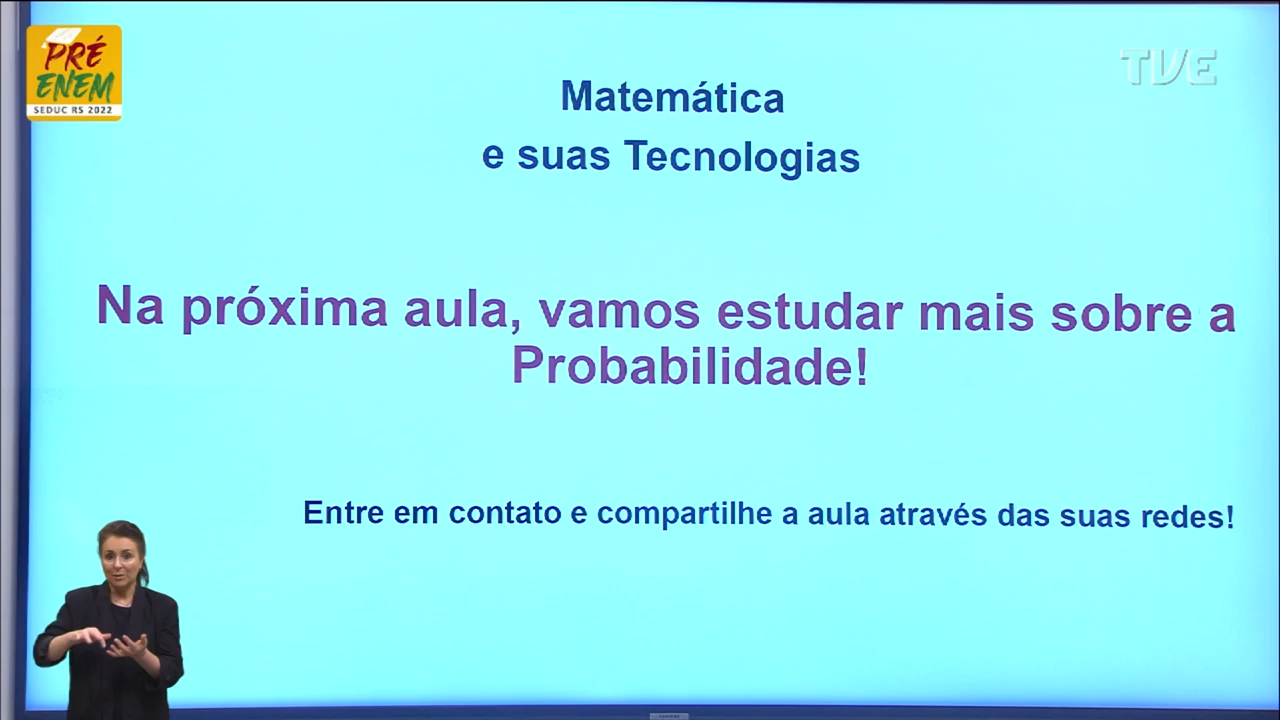 PRÉ
ENEM
SEDUC RS 2022
TVE
Matemática
e suas Tecnologias
Na próxima aula, vamos estudar mais sobre a
Probabilidade!
Entre em contato e compartilhe a aula através das suas redes!